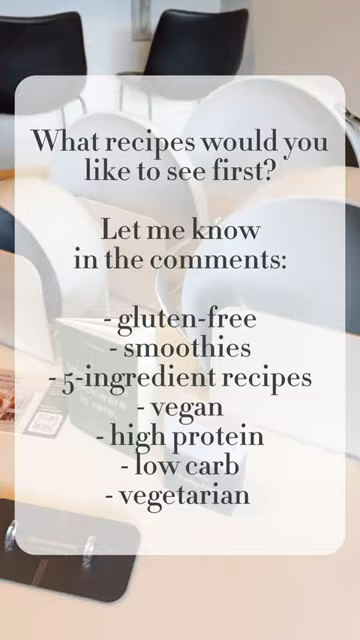 What recipes would you
like to see first?
Let me know
in the comments:
- gluten-free
- smoothies
- 5-ingredient recipes
- vegan
- high protein
- low carb
- vegetarian